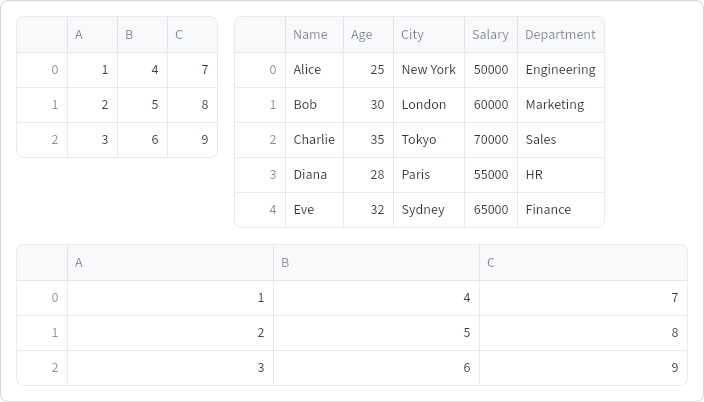 A B C
0 1 4 7
1 2 5 8
2 3 6 9
Name Age City Salary Department
0 Alice 25 New York 50000 Engineering
1 Bob 30 London 60000 Marketing
2 Charlie 35 Tokyo 70000 Sales
3 Diana 28 Paris 55000 HR
4 Eve 32 Sydney 65000 Finance
A B C
0 1 4 7
1 2 5 8
2 3 6 9